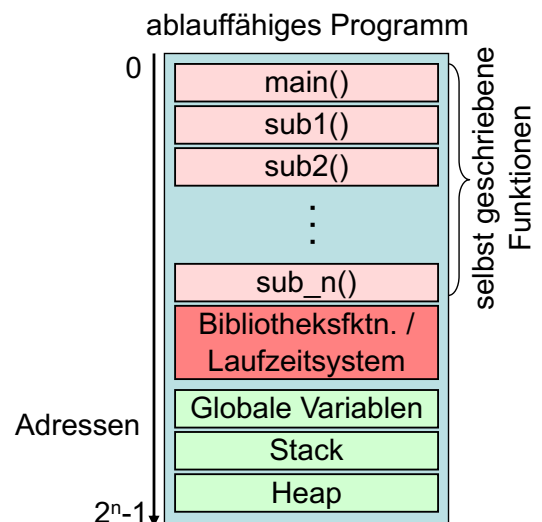 ablauffähiges Programm
0
main()
sub1()
sub2()
.
.
.
sub_n()
Bibliotheksfktn. /
Laufzeitsystem
Globale Variablen
Stack
Heap
Adressen
2ⁿ-1
selbst geschriebene
Funktionen